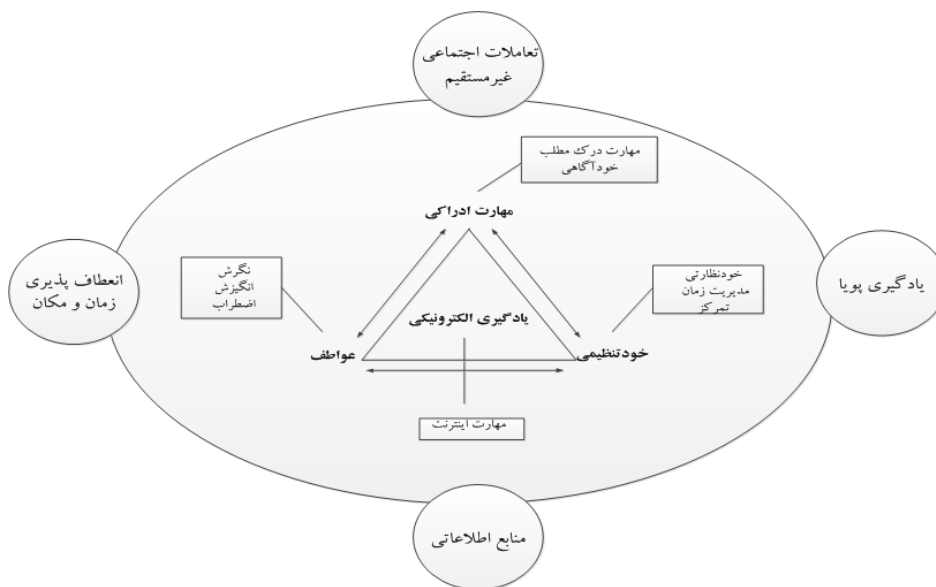 تعاملات اجتماعی
غیرمستقیم
مهارت درک مطلب
خودآگاهی
مهارت ادراکی
انعطاف پذیری
زمان و مکان
نگرش
انگیزش
اضطراب
خودنظارتی
مدیریت زمان
تمرکز
یادگیری پویا
یادگیری الکترونیکی
عواطف
خودتنظیمی
مهارت اینترنت
منابع اطلاعاتی